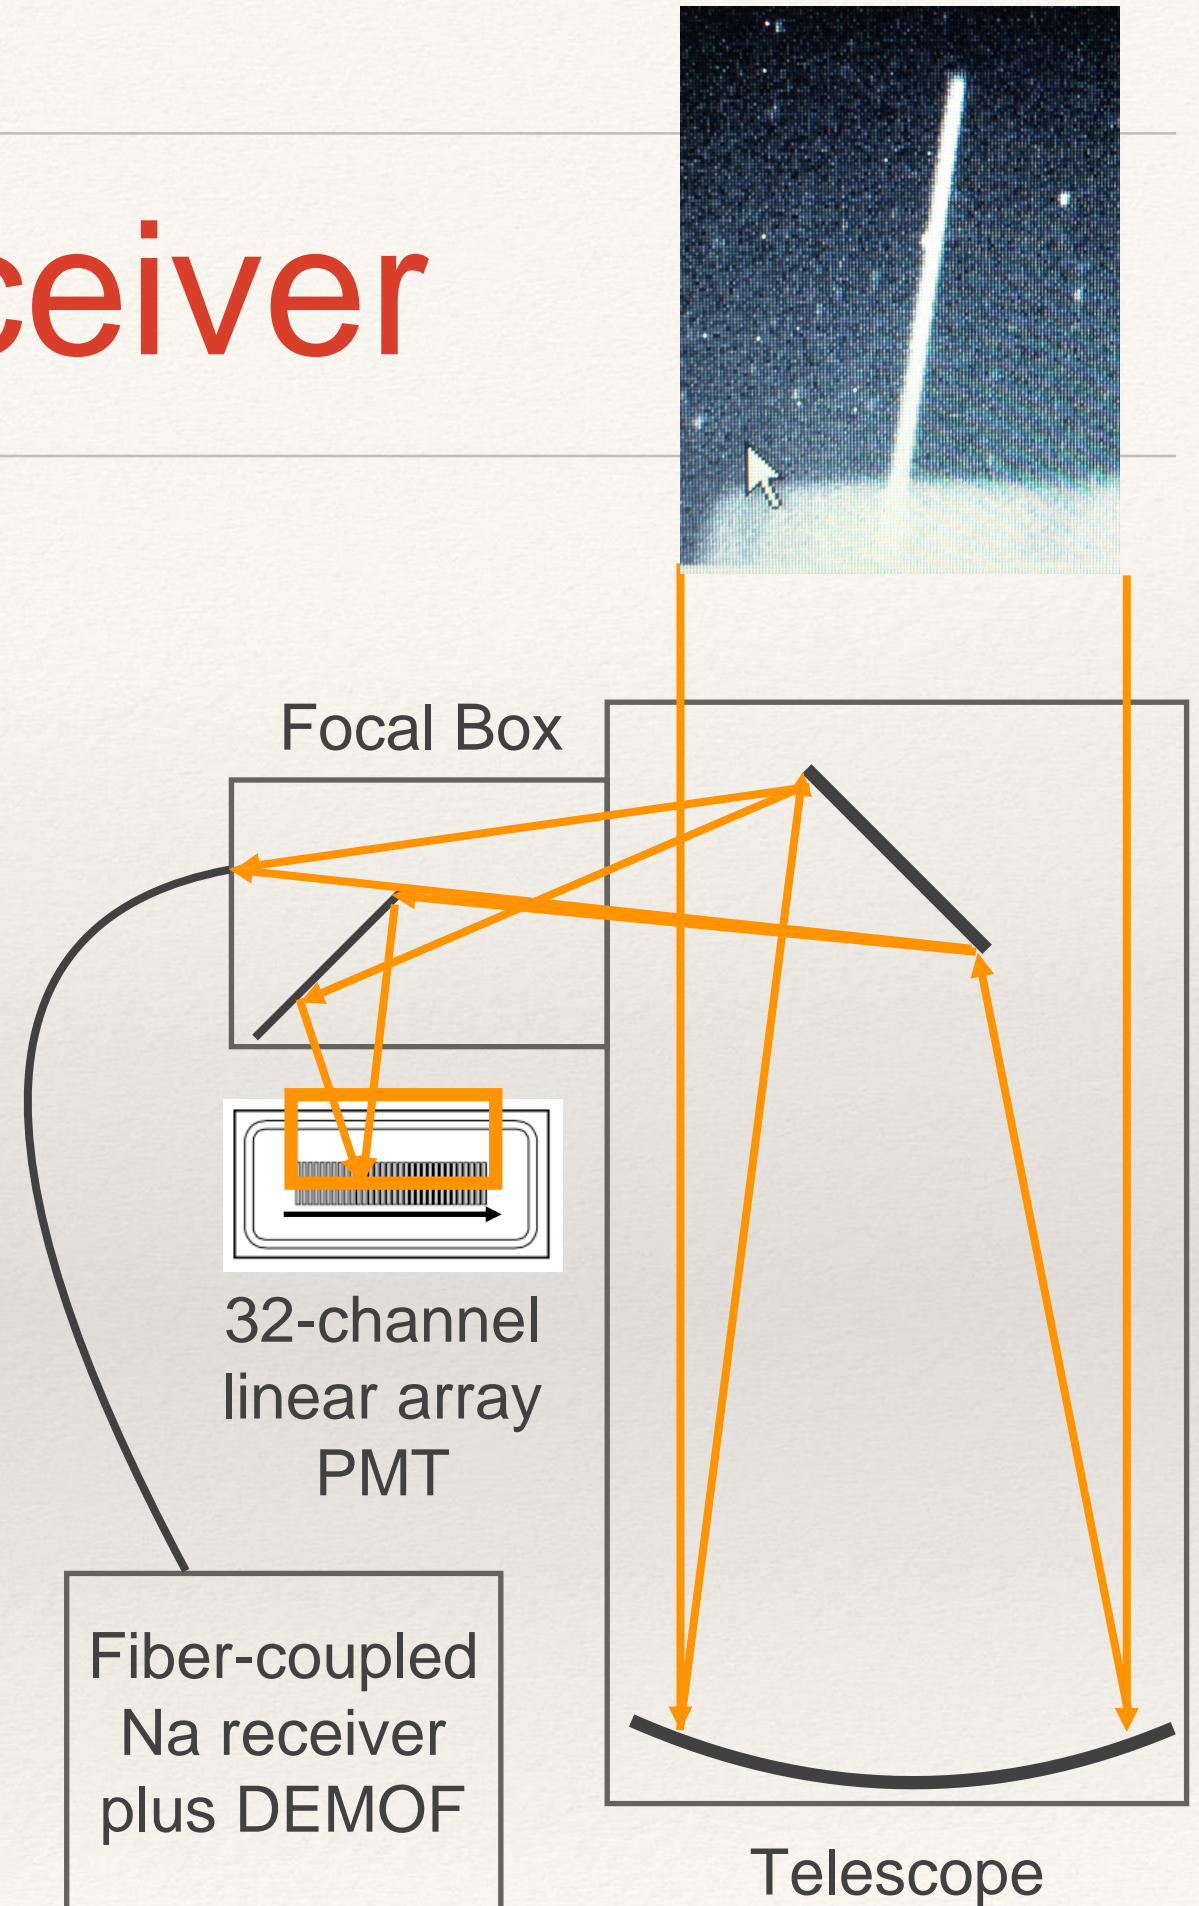 ceiver
Focal Box
32-channel
linear array
PMT
Fiber-coupled
Na receiver
plus DEMOF
Telescope